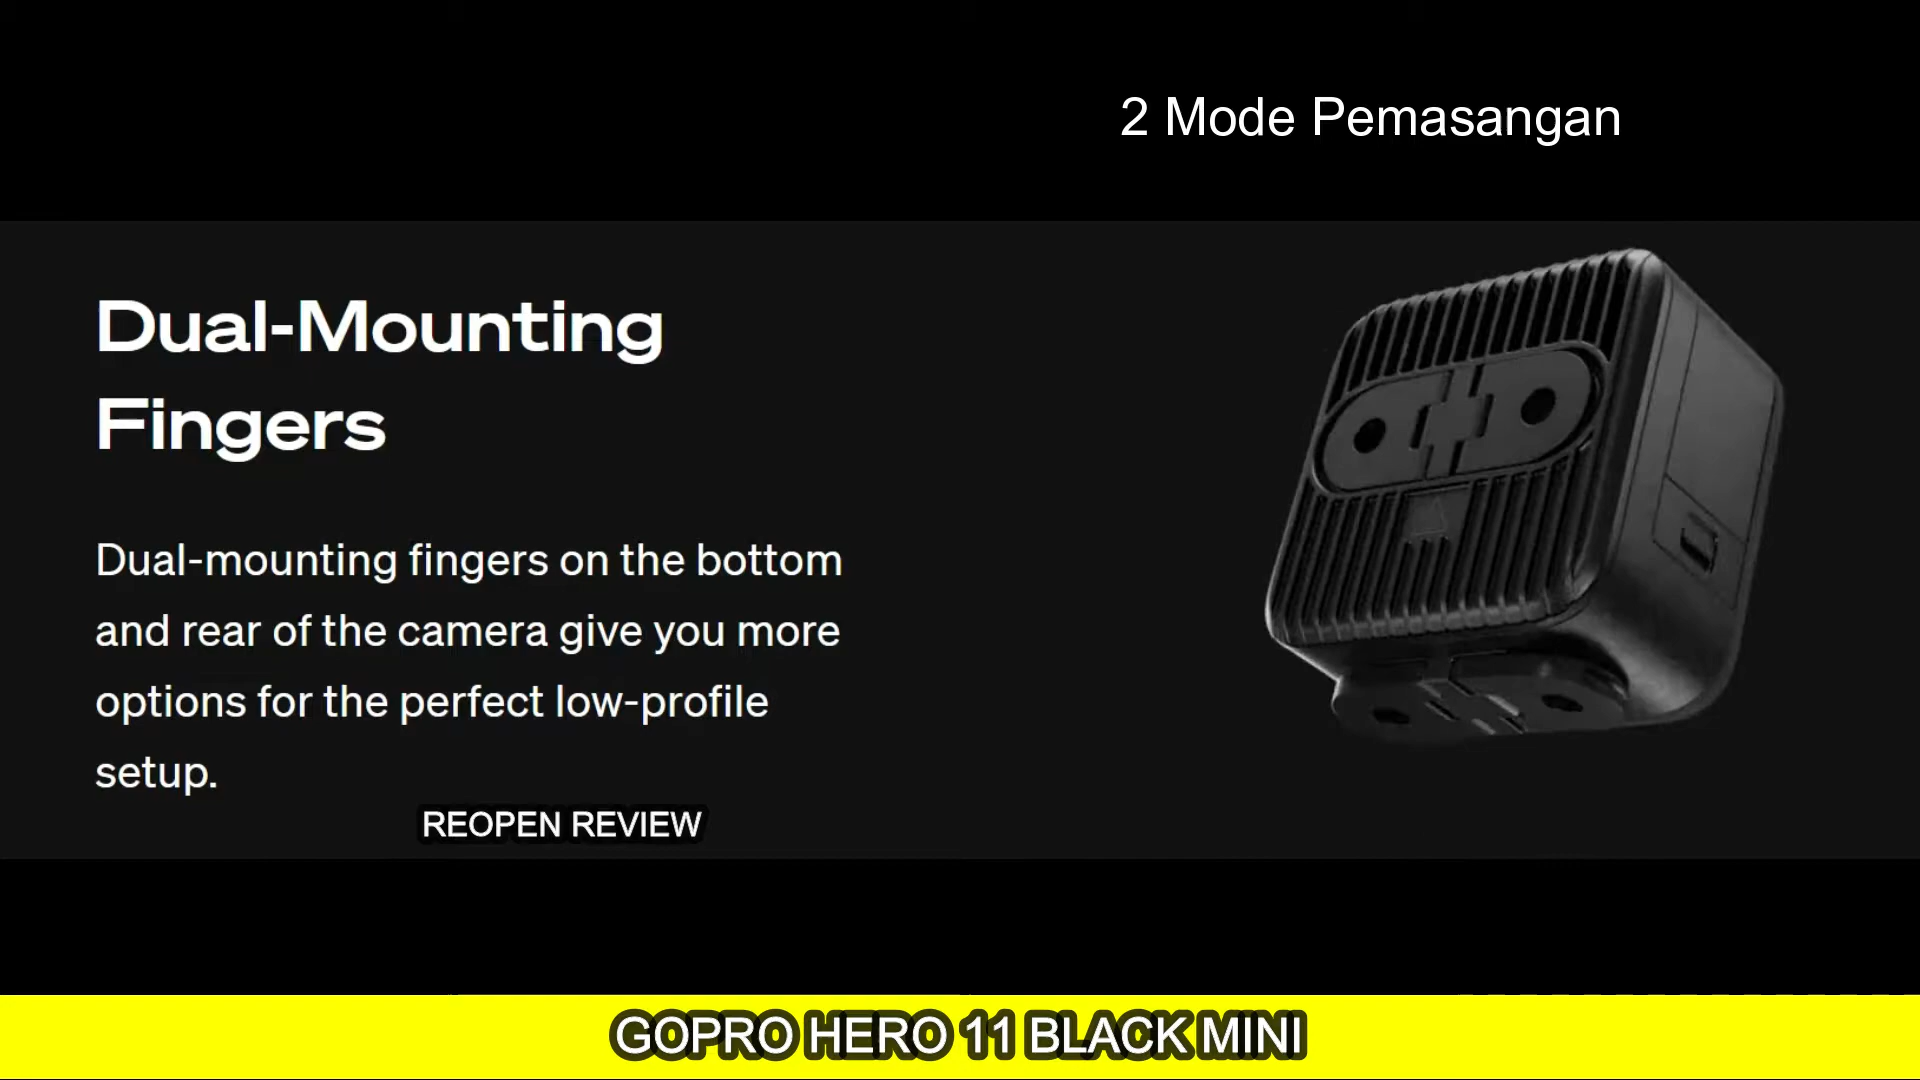 2 Mode Pemasangan
Dual-Mounting
Fingers
Dual-mounting fingers on the bottom
and rear of the camera give you more
options for the perfect low-profile
setup.
REOPEN REVIEW
GOPRO HERO 11 BLACK MINI